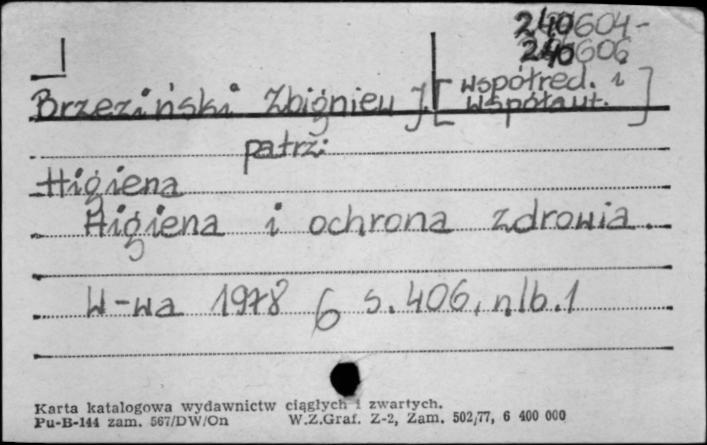 240604-
240606
Brzeziński Zbigniew J. [współred. i
współaut.]
patrz:
Higiena
Higiena i ochrona zdrowia.
W-wa 1978 6 s. 406, nlb. 1
Karta katalogowa wydawnictw ciągłych i zwartych.
Pu-B-144 zam. 567/DW/On W.Z.Graf. Z-2, Zam. 502/77, 6 400 000